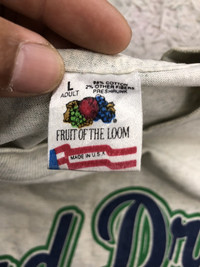 L
ADULT
98% COTTON
2% OTHER FIBERS
PRESHRUNK
FRUIT OF THE LOOM
MADE IN U.S.A.